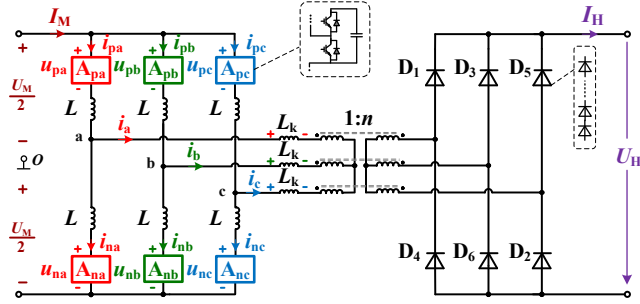 I_M i_pa i_pb i_pc I_H
+ + + +
u_pa A_pa u_pb A_pb u_pc A_pc D_1 D_3 D_5
- - -
U_M/2 L L L
1:n
a i_a + L_k -
- o b i_b + L_k - U_H
+ c i_c + L_k -
U_M/2 L L L
i_na i_nb i_nc
+ + + D_4 D_6 D_2
u_na A_na u_nb A_nb u_nc A_nc
- - - -